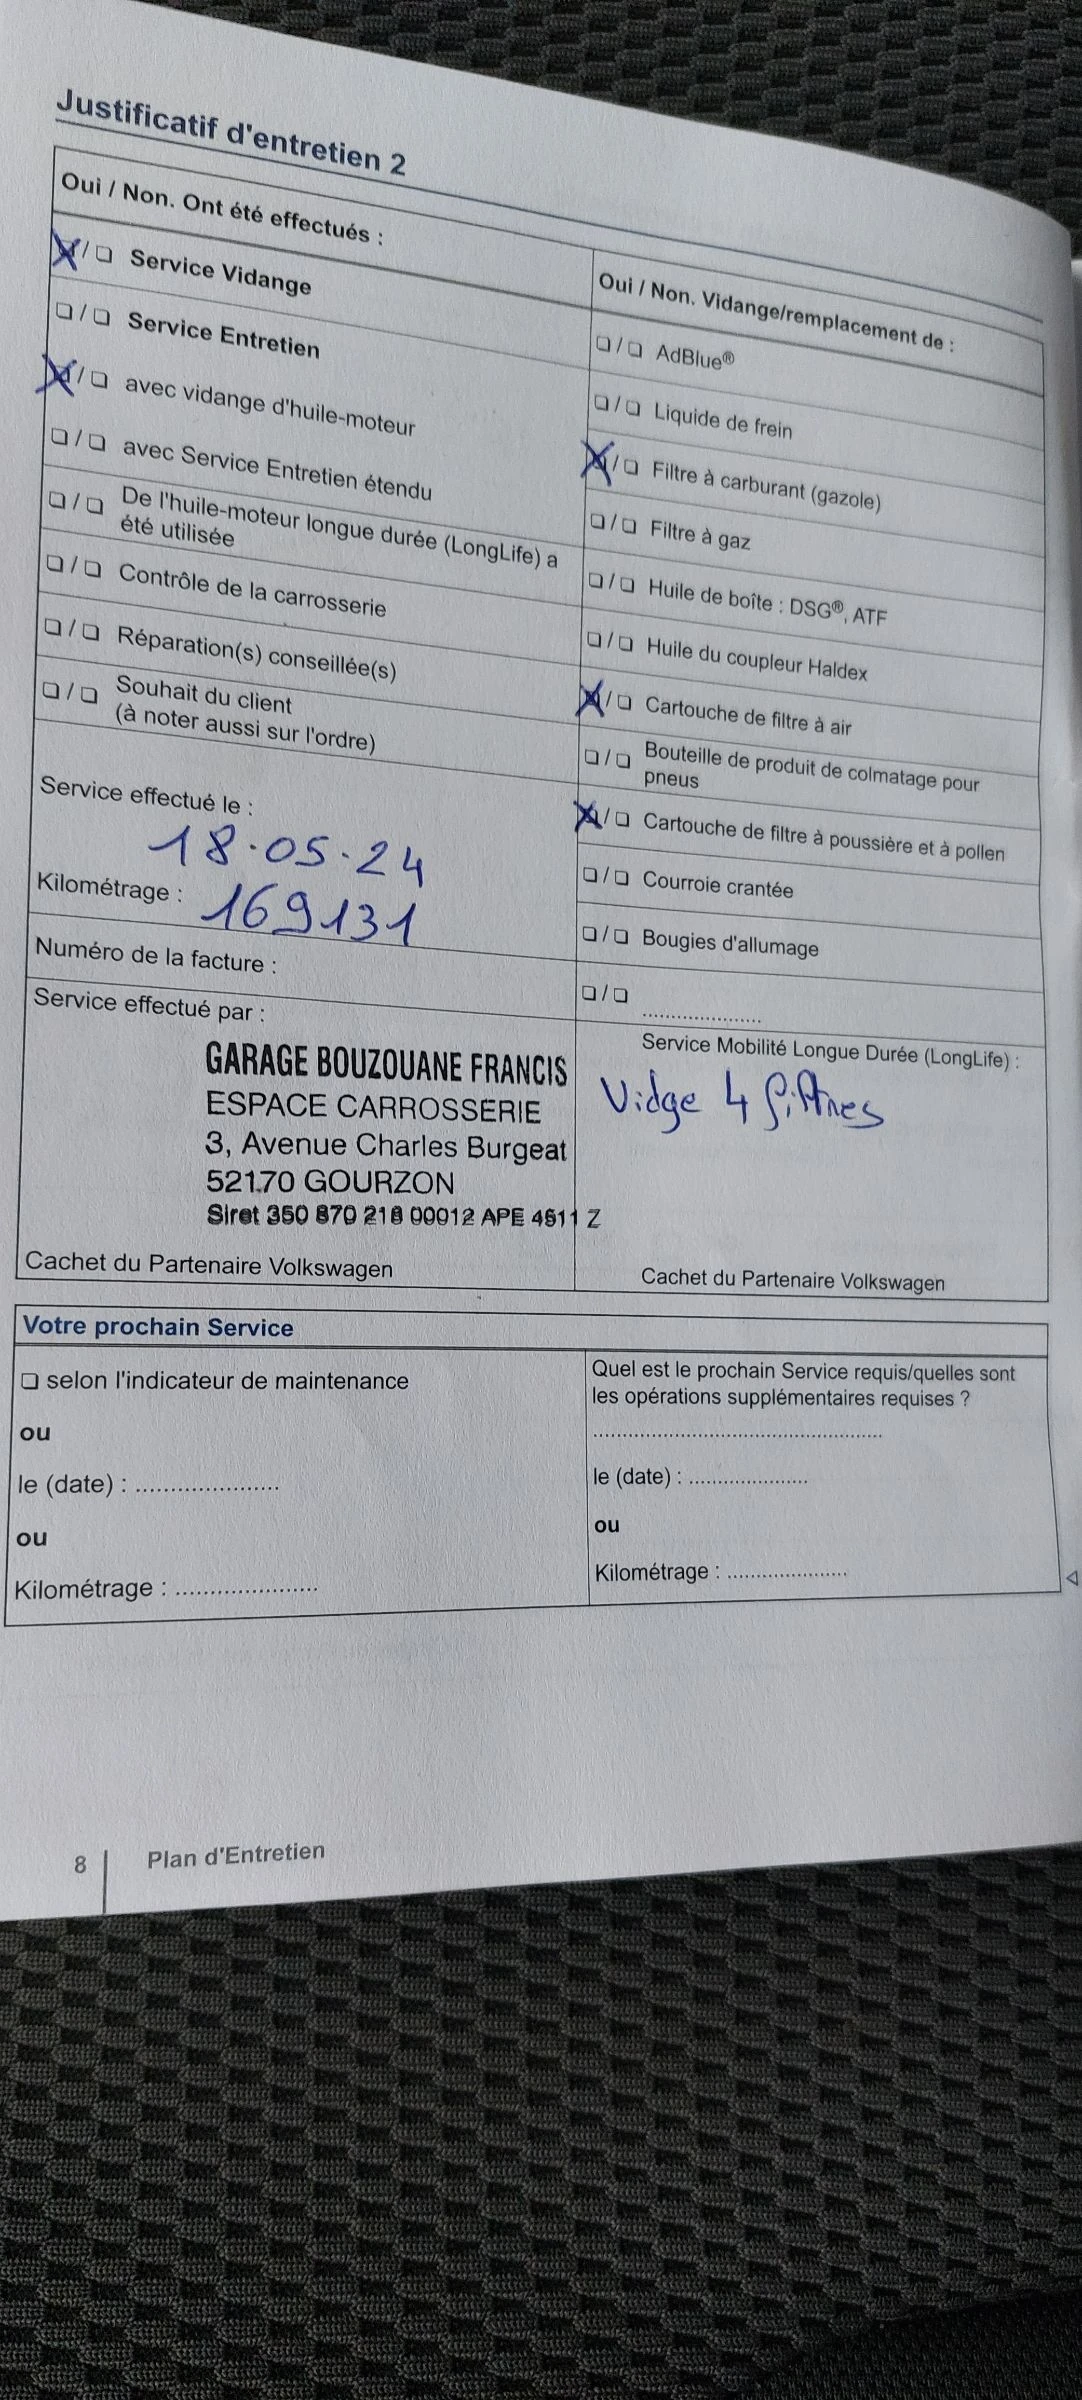 Justificatif d'entretien 2
Oui / Non. Ont été effectués :
❏/❏ Service Vidange
❏/❏ Service Entretien
❏/❏ avec vidange d'huile-moteur
❏/❏ avec Service Entretien étendu
❏/❏ De l'huile-moteur longue durée (LongLife) a
été utilisée
❏/❏ Contrôle de la carrosserie
❏/❏ Réparation(s) conseillée(s)
❏/❏ Souhait du client
(à noter aussi sur l'ordre)
Service effectué le :
18.05.24
Kilométrage : 169131
Numéro de la facture :
Service effectué par :
GARAGE BOUZOUANE FRANCIS
ESPACE CARROSSERIE
3, Avenue Charles Burgeat
52170 GOURZON
Siret 350 870 218 00012 APE 4511 Z
Cachet du Partenaire Volkswagen
Oui / Non. Vidange/remplacement de :
❏/❏ AdBlue®
❏/❏ Liquide de frein
❏/❏ Filtre à carburant (gazole)
❏/❏ Filtre à gaz
❏/❏ Huile de boîte : DSG®, ATF
❏/❏ Huile du coupleur Haldex
❏/❏ Cartouche de filtre à air
❏/❏ Bouteille de produit de colmatage pour
pneus
❏/❏ Cartouche de filtre à poussière et à pollen
❏/❏ Courroie crantée
❏/❏ Bougies d'allumage
❏/❏ .....................
Service Mobilité Longue Durée (LongLife) :
Vidge 4 filtres
Cachet du Partenaire Volkswagen
Votre prochain Service
❏ selon l'indicateur de maintenance
ou
le (date) : .....................
ou
Kilométrage : .....................
Quel est le prochain Service requis/quelles sont
les opérations supplémentaires requises ?
..................................................
le (date) : .....................
ou
Kilométrage : .....................
8 Plan d'Entretien